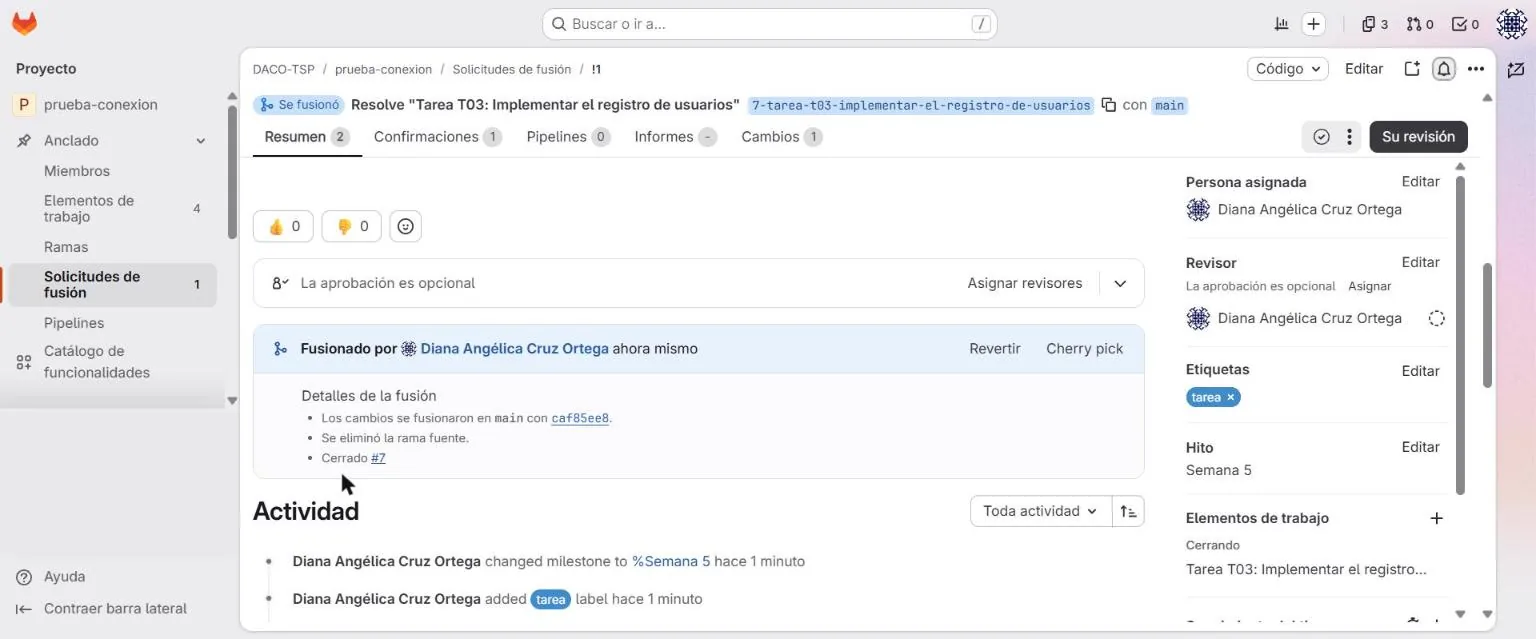 Buscar o ir a...
/
3
0
0
Proyecto
P prueba-conexion
Anclado
Miembros
Elementos de trabajo 4
Ramas
Solicitudes de fusión 1
Pipelines
Catálogo de funcionalidades
Ayuda
Contraer barra lateral
DACO-TSP / prueba-conexion / Solicitudes de fusión / !1
Código
Editar
Se fusionó Resolve "Tarea T03: Implementar el registro de usuarios" 7-tarea-t03-implementar-el-registro-de-usuarios con main
Resumen 2 Confirmaciones 1 Pipelines 0 Informes - Cambios 1
Su revisión
0
0
La aprobación es opcional
Asignar revisores
Fusionado por Diana Angélica Cruz Ortega ahora mismo
Revertir
Cherry pick
Detalles de la fusión
• Los cambios se fusionaron en main con caf85ee8.
• Se eliminó la rama fuente.
• Cerrado #7
Actividad
Toda actividad
Diana Angélica Cruz Ortega changed milestone to %Semana 5 hace 1 minuto
Diana Angélica Cruz Ortega added tarea label hace 1 minuto
Persona asignada Editar
Diana Angélica Cruz Ortega
Revisor Editar
La aprobación es opcional Asignar
Diana Angélica Cruz Ortega
Etiquetas Editar
tarea ×
Hito Editar
Semana 5
Elementos de trabajo +
Cerrando
Tarea T03: Implementar el registro...